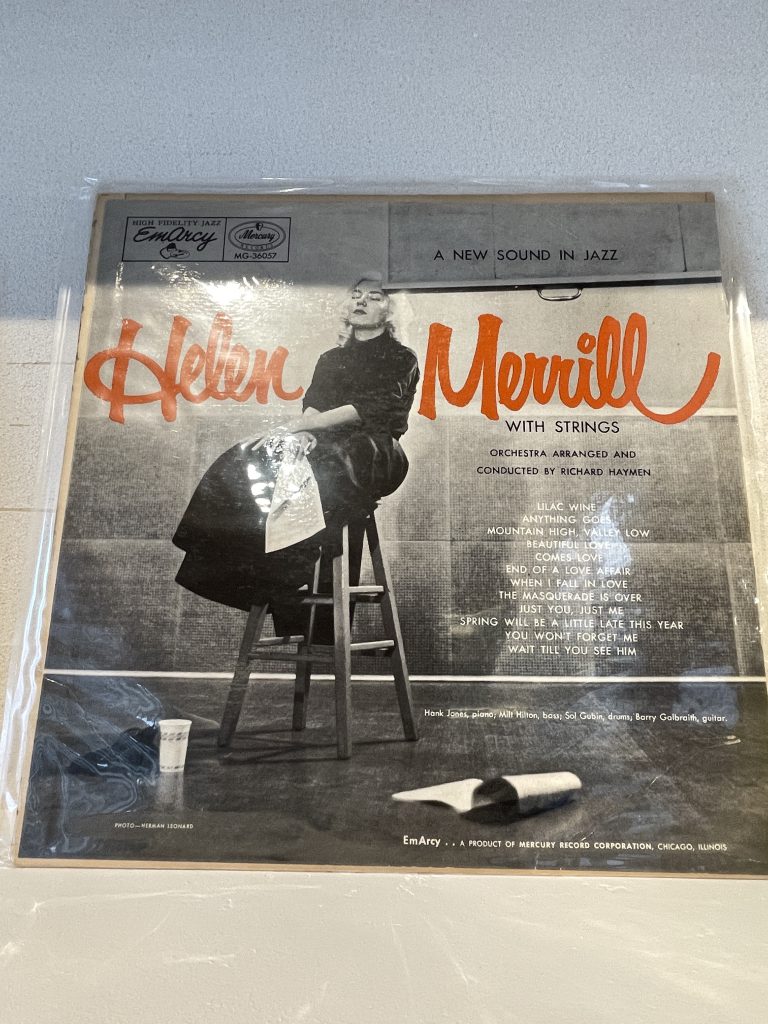 HIGH FIDELITY JAZZ
EmArcy
Mercury
RECORDS
MG-36057
A NEW SOUND IN JAZZ
Helen Merrill
WITH STRINGS
ORCHESTRA ARRANGED AND
CONDUCTED BY RICHARD HAYMEN
LILAC WINE
ANYTHING GOES
MOUNTAIN HIGH, VALLEY LOW
BEAUTIFUL LOVE
COMES LOVE
END OF A LOVE AFFAIR
WHEN I FALL IN LOVE
THE MASQUERADE IS OVER
JUST YOU, JUST ME
SPRING WILL BE A LITTLE LATE THIS YEAR
YOU WON'T FORGET ME
WAIT TILL YOU SEE HIM
Hank Jones, piano; Milt Hilton, bass; Sol Gubin, drums; Barry Galbraith, guitar.
PHOTO—HERMAN LEONARD
EmArcy . . A PRODUCT OF MERCURY RECORD CORPORATION, CHICAGO, ILLINOIS